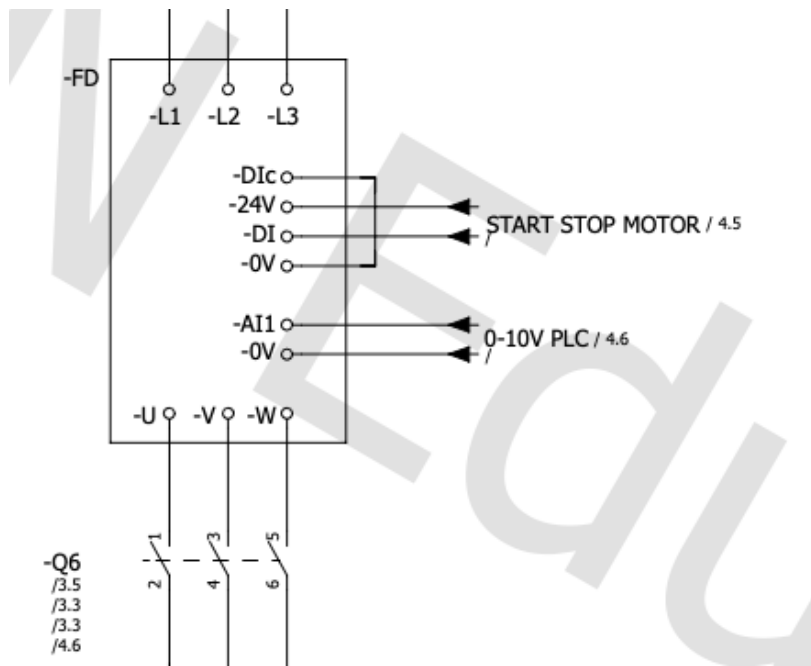 -FD
-L1 -L2 -L3
-DIc
-24V
-DI
START STOP MOTOR / 4.5
/
-0V
-AI1
0-10V PLC / 4.6
-0V
/
-U -V -W
1 3 5
-Q6
2 4 6
/3.5
/3.3
/3.3
/4.6
Edu